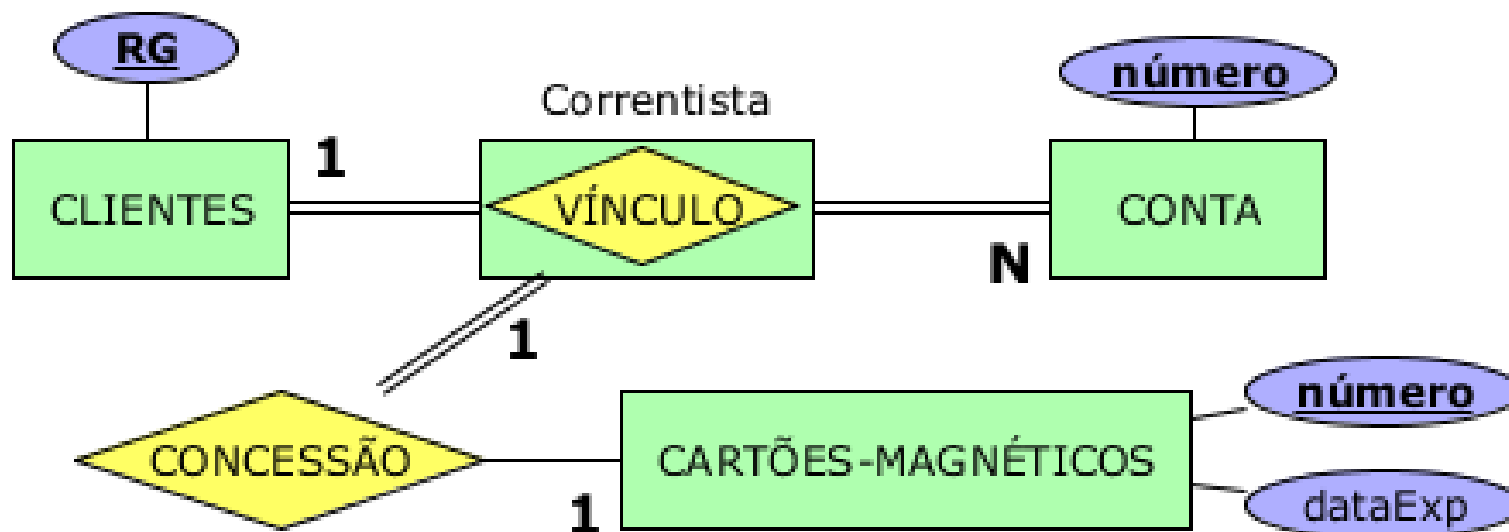 RG
número
Correntista
1
CLIENTES
VÍNCULO
CONTA
N
1
número
CONCESSÃO
CARTÕES-MAGNÉTICOS
1
dataExp